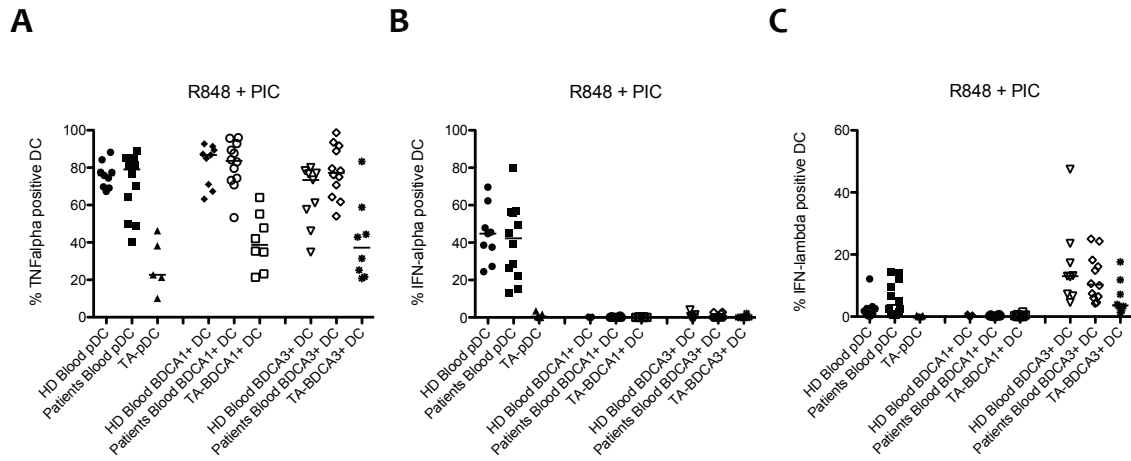 A
B
C
R848 + PIC
R848 + PIC
R848 + PIC
% TNFalpha positive DC
100
80
60
40
20
0
HD Blood pDC
Patients Blood pDC
TA-pDC
HD Blood BDCA1+ DC
Patients Blood BDCA1+ DC
TA-BDCA1+ DC
HD Blood BDCA3+ DC
Patients Blood BDCA3+ DC
TA-BDCA3+ DC
% IFN-alpha positive DC
100
80
60
40
20
0
HD Blood pDC
Patients Blood pDC
TA-pDC
HD Blood BDCA1+ DC
Patients Blood BDCA1+ DC
TA-BDCA1+ DC
HD Blood BDCA3+ DC
Patients Blood BDCA3+ DC
TA-BDCA3+ DC
% IFN-lambda positive DC
60
40
20
0
HD Blood pDC
Patients Blood pDC
TA-pDC
HD Blood BDCA1+ DC
Patients Blood BDCA1+ DC
TA-BDCA1+ DC
HD Blood BDCA3+ DC
Patients Blood BDCA3+ DC
TA-BDCA3+ DC